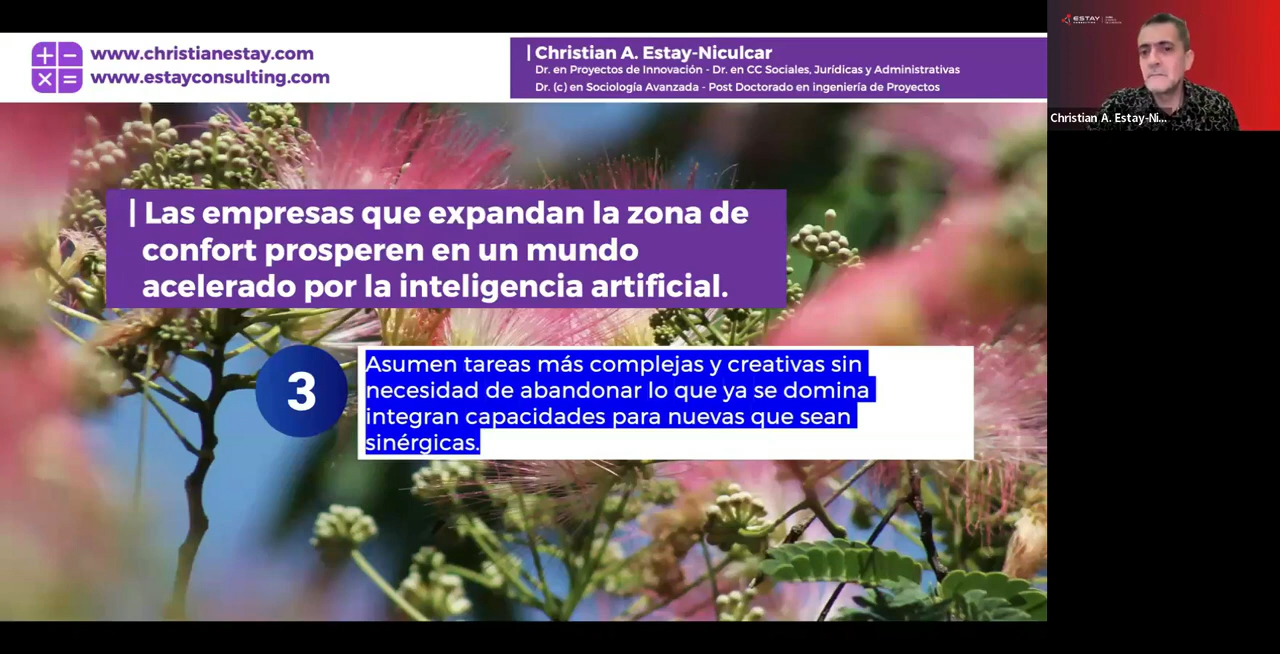 www.christianestay.com
www.estayconsulting.com
| Christian A. Estay-Niculcar
Dr. en Proyectos de Innovación - Dr. en CC Sociales, Jurídicas y Administrativas
Dr. (c) en Sociología Avanzada - Post Doctorado en ingeniería de Proyectos
ESTAY
Christian A. Estay-Ni...
| Las empresas que expandan la zona de
confort prosperen en un mundo
acelerado por la inteligencia artificial.
3
Asumen tareas más complejas y creativas sin
necesidad de abandonar lo que ya se domina
integran capacidades para nuevas que sean
sinérgicas.